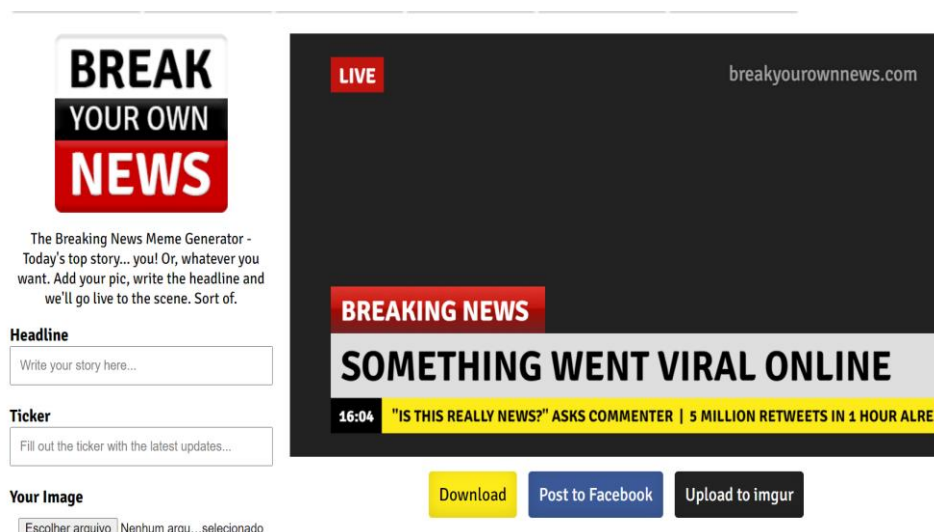 BREAK
YOUR OWN
NEWS
The Breaking News Meme Generator -
Today's top story... you! Or, whatever you
want. Add your pic, write the headline and
we'll go live to the scene. Sort of.
Headline
Write your story here...
Ticker
Fill out the ticker with the latest updates...
Your Image
Escolher arquivo Nenhum arqu...selecionado
LIVE
breakyourownnews.com
BREAKING NEWS
SOMETHING WENT VIRAL ONLINE
16:04 "IS THIS REALLY NEWS?" ASKS COMMENTER | 5 MILLION RETWEETS IN 1 HOUR ALRE
Download
Post to Facebook
Upload to imgur